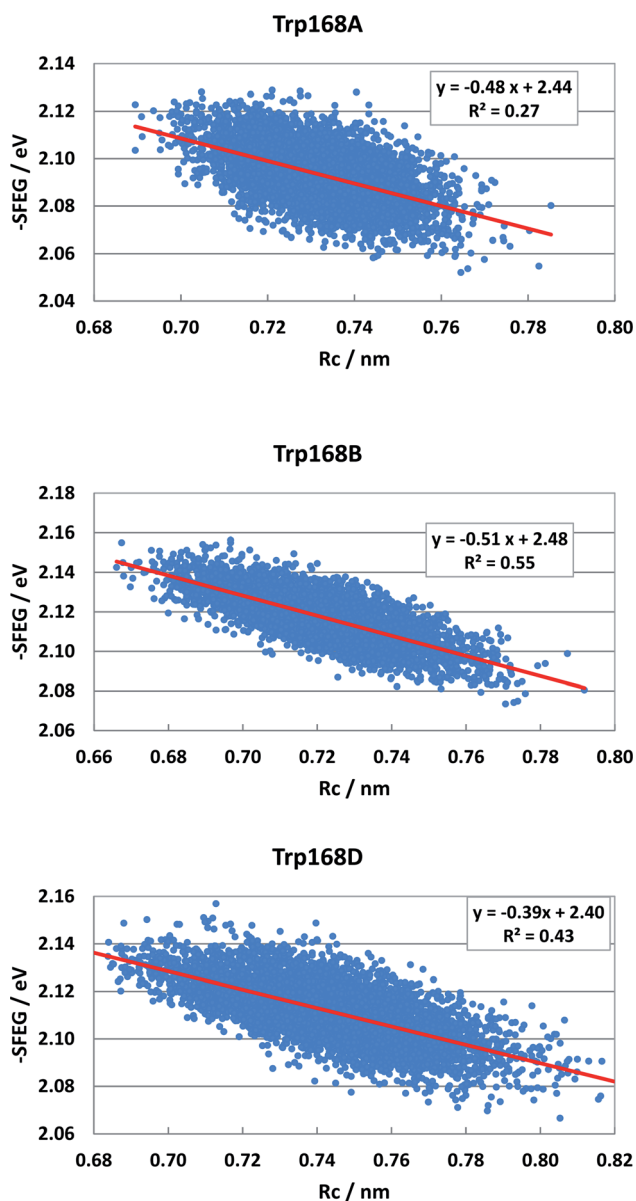 Trp168A
2.14
2.12
2.10
2.08
2.06
2.04
-SFEG / eV
y = -0.48 x + 2.44
R² = 0.27
0.68 0.70 0.72 0.74 0.76 0.78 0.80
Rc / nm
Trp168B
2.18
2.16
2.14
2.12
2.10
2.08
2.06
-SFEG / eV
y = -0.51 x + 2.48
R² = 0.55
0.66 0.68 0.70 0.72 0.74 0.76 0.78 0.80
Rc / nm
Trp168D
2.16
2.14
2.12
2.10
2.08
2.06
-SFEG / eV
y = -0.39x + 2.40
R² = 0.43
0.68 0.70 0.72 0.74 0.76 0.78 0.80 0.82
Rc / nm